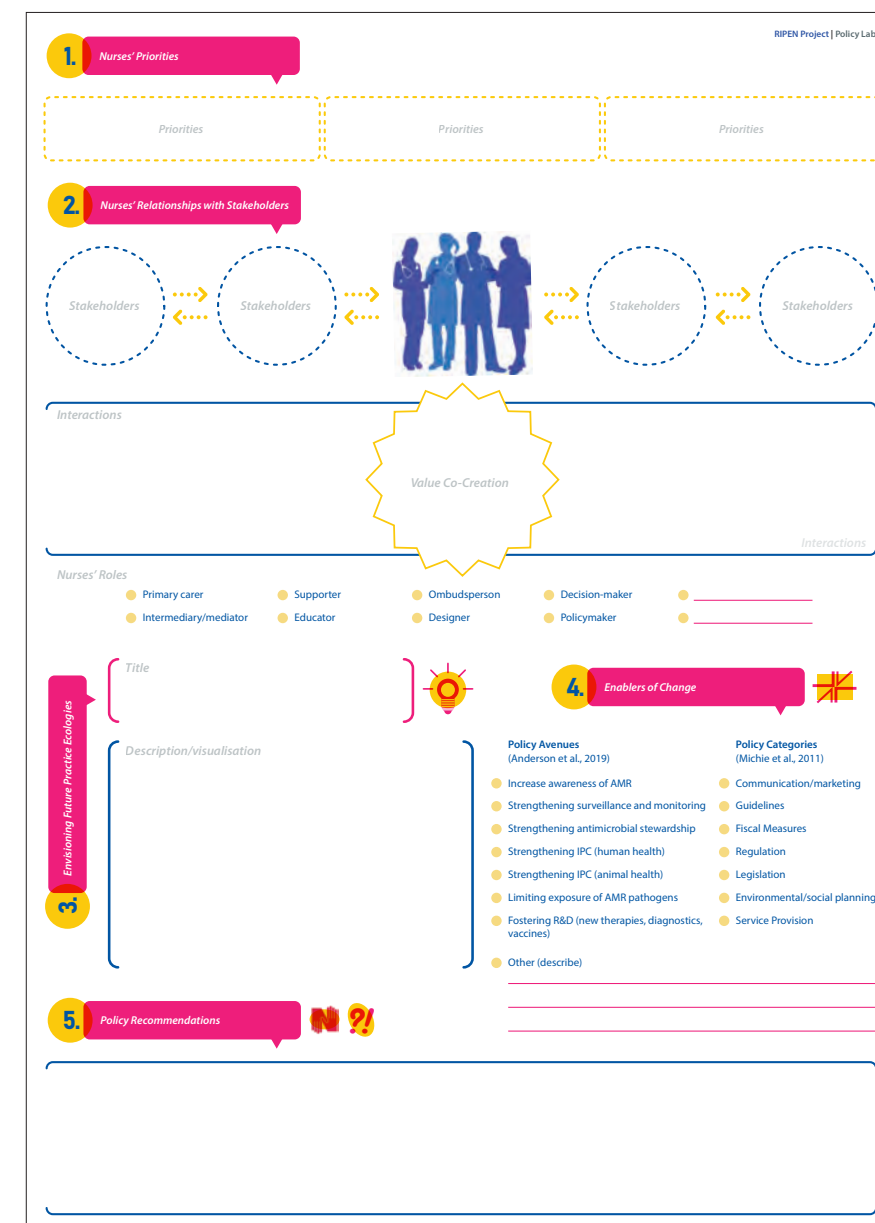 RIPEN Project | Policy Lab
1.
Nurses' Priorities
Priorities
Priorities
Priorities
2.
Nurses' Relationships with Stakeholders
Stakeholders
Stakeholders
Stakeholders
Stakeholders
Interactions
Value Co-Creation
Interactions
Nurses' Roles
Primary carer
Supporter
Ombudsperson
Decision-maker
Intermediary/mediator
Educator
Designer
Policymaker
3.
Envisioning Future Practice Ecologies
Title
Description/visualisation
4.
Enablers of Change
Policy Avenues
(Anderson et al., 2019)
Increase awareness of AMR
Strengthening surveillance and monitoring
Strengthening antimicrobial stewardship
Strengthening IPC (human health)
Strengthening IPC (animal health)
Limiting exposure of AMR pathogens
Fostering R&D (new therapies, diagnostics,
vaccines)
Other (describe)
Policy Categories
(Michie et al., 2011)
Communication/marketing
Guidelines
Fiscal Measures
Regulation
Legislation
Environmental/social planning
Service Provision
5.
Policy Recommendations
N ?!